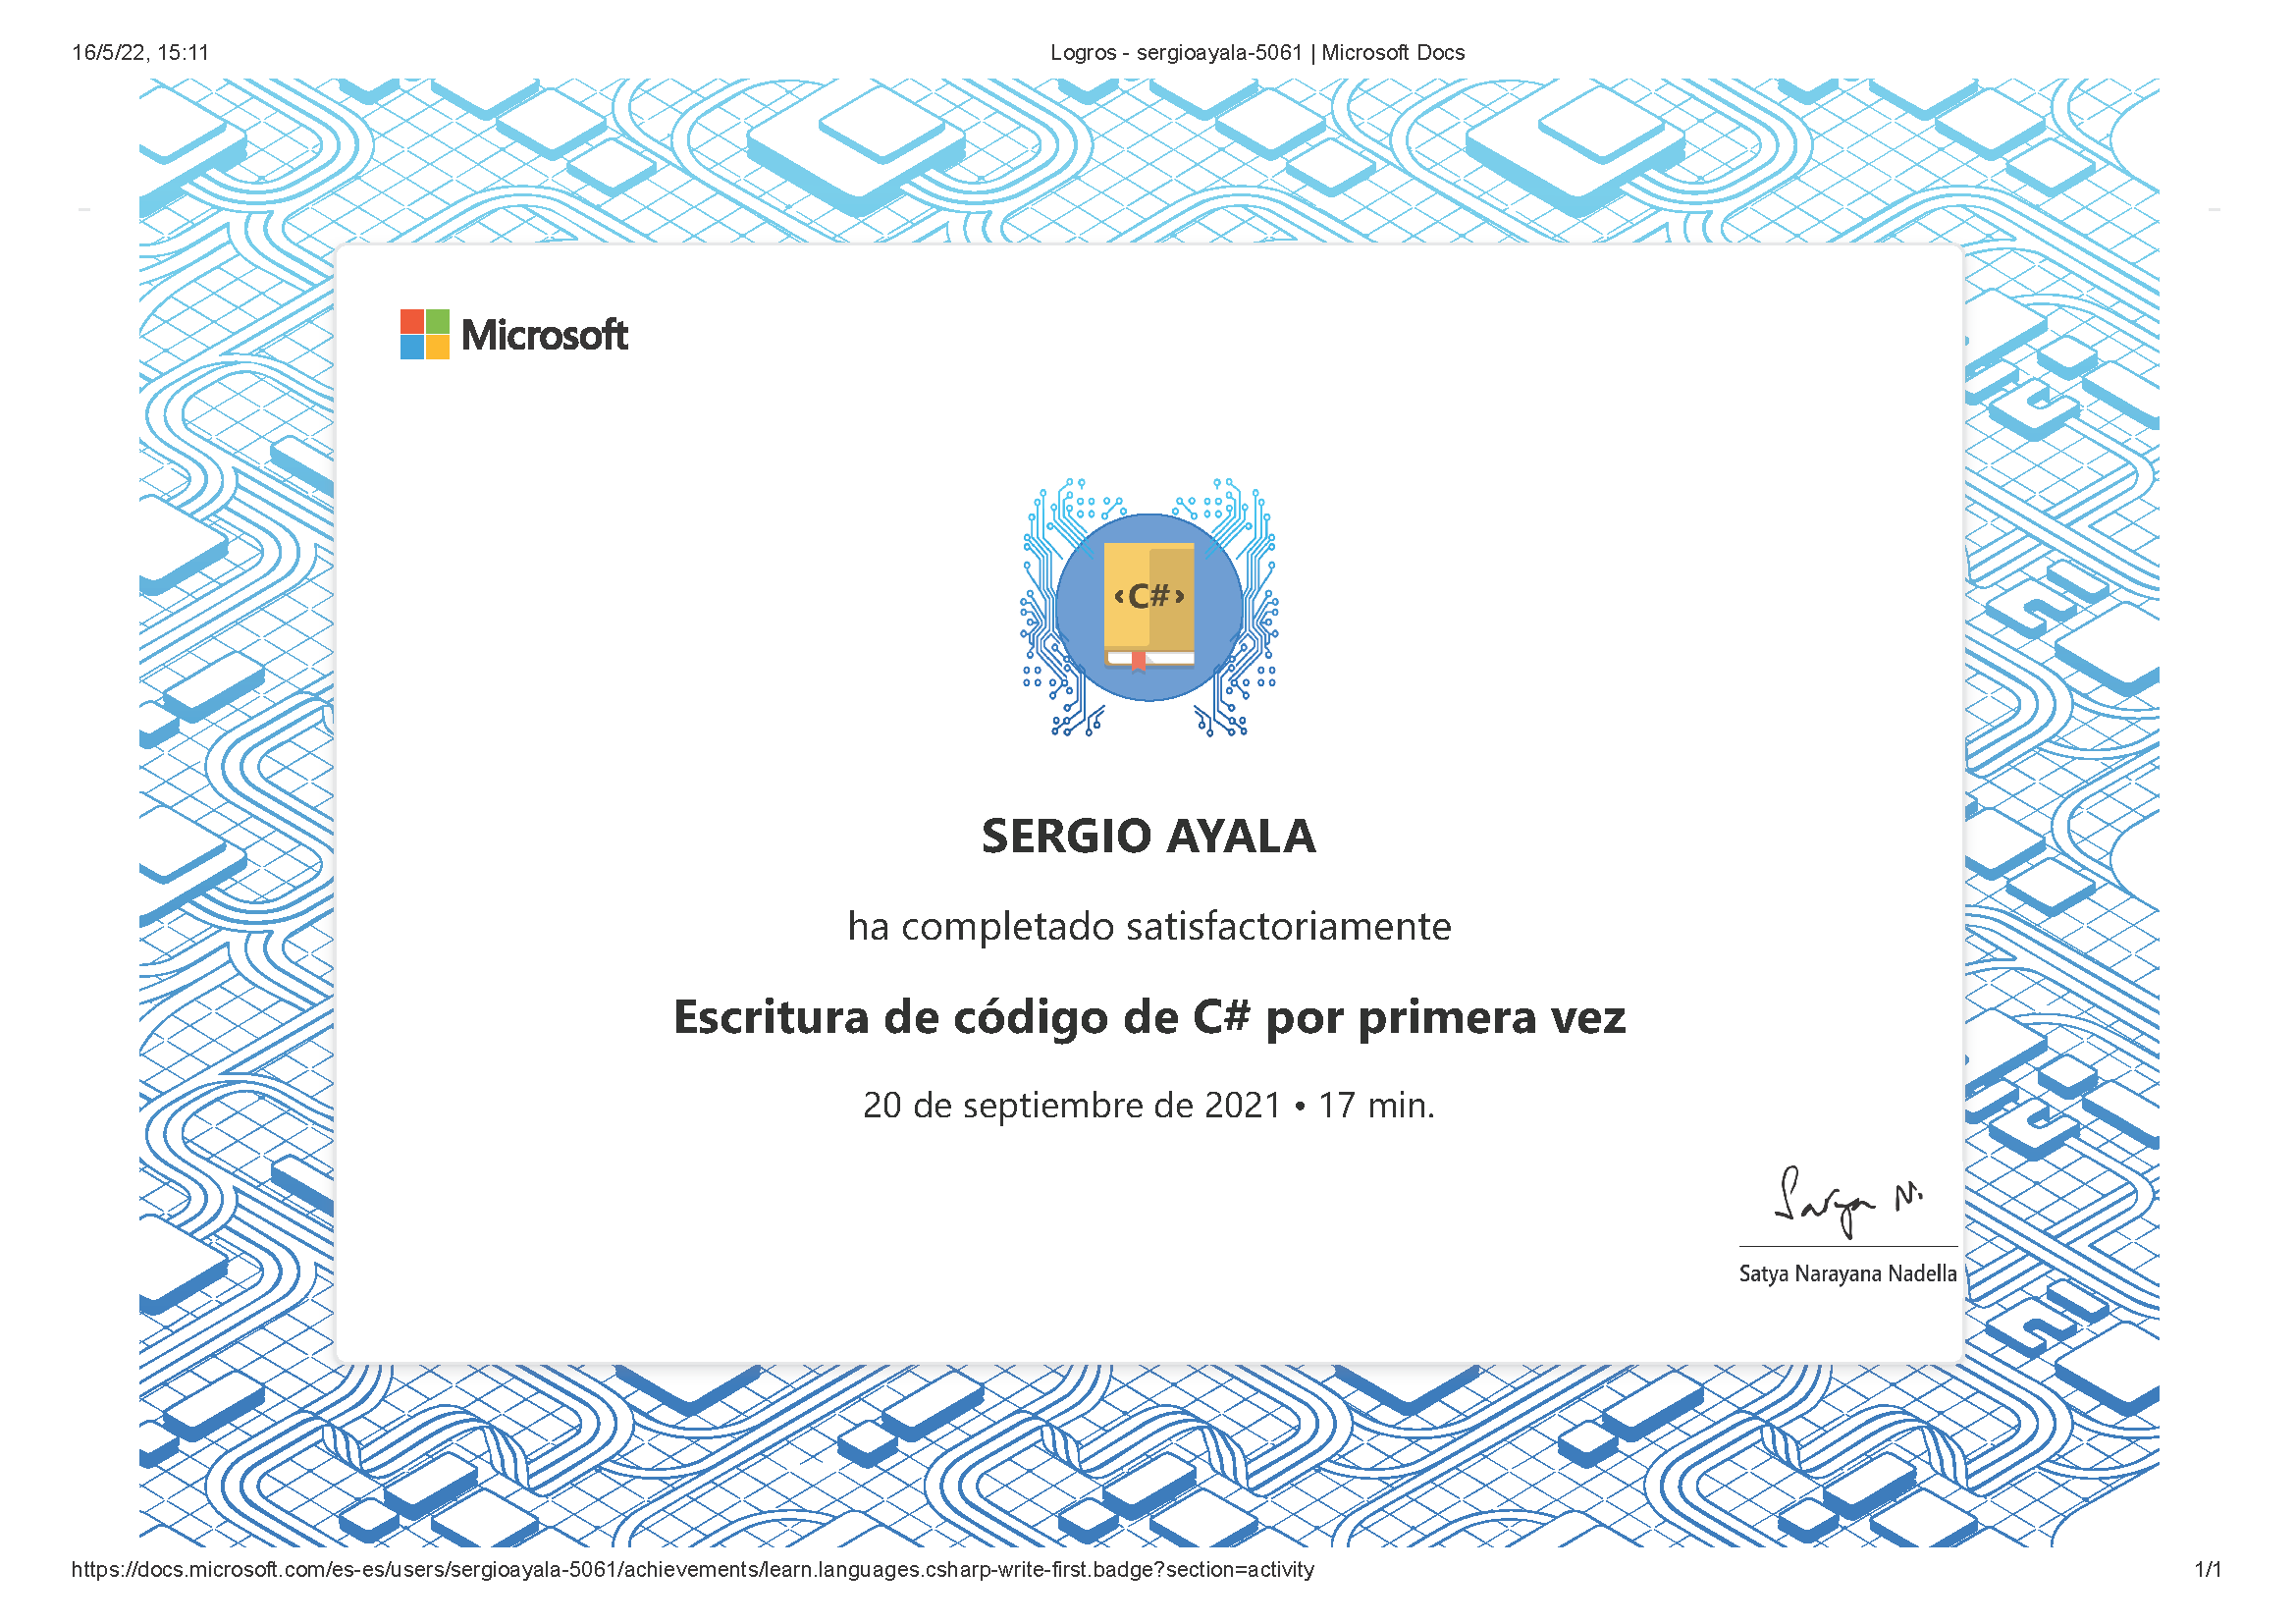 16/5/22, 15:11
Logros - sergioayala-5061 | Microsoft Docs
Microsoft
‹C#›
SERGIO AYALA
ha completado satisfactoriamente
Escritura de código de C# por primera vez
20 de septiembre de 2021 • 17 min.
Satya N.
Satya Narayana Nadella
https://docs.microsoft.com/es-es/users/sergioayala-5061/achievements/learn.languages.csharp-write-first.badge?section=activity
1/1